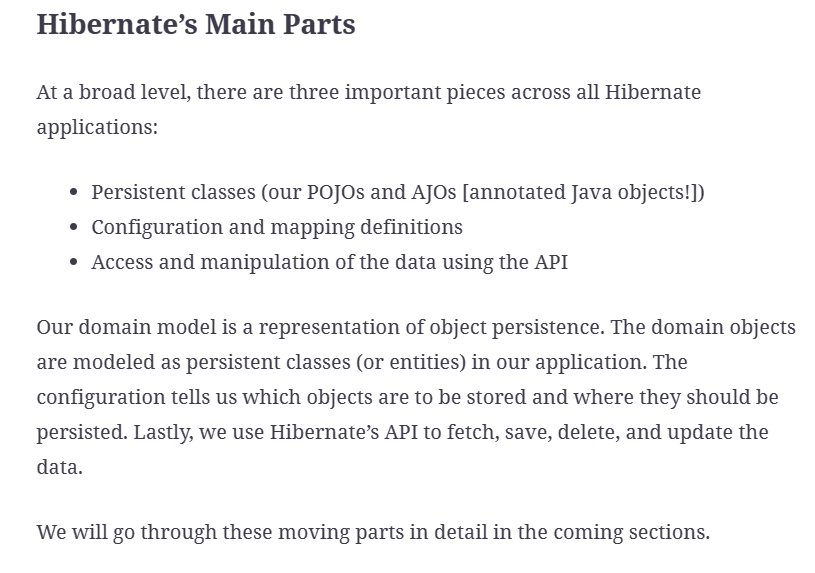 Hibernate’s Main Parts
At a broad level, there are three important pieces across all Hibernate
applications:
• Persistent classes (our POJOs and AJOs [annotated Java objects!])
• Configuration and mapping definitions
• Access and manipulation of the data using the API
Our domain model is a representation of object persistence. The domain objects
are modeled as persistent classes (or entities) in our application. The
configuration tells us which objects are to be stored and where they should be
persisted. Lastly, we use Hibernate’s API to fetch, save, delete, and update the
data.
We will go through these moving parts in detail in the coming sections.